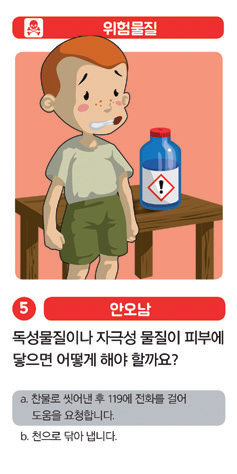 위험물질
5 안오남
독성물질이나 자극성 물질이 피부에
닿으면 어떻게 해야 할까요?
a. 찬물로 씻어낸 후 119에 전화를 걸어
도움을 요청합니다.
b. 천으로 닦아 냅니다.